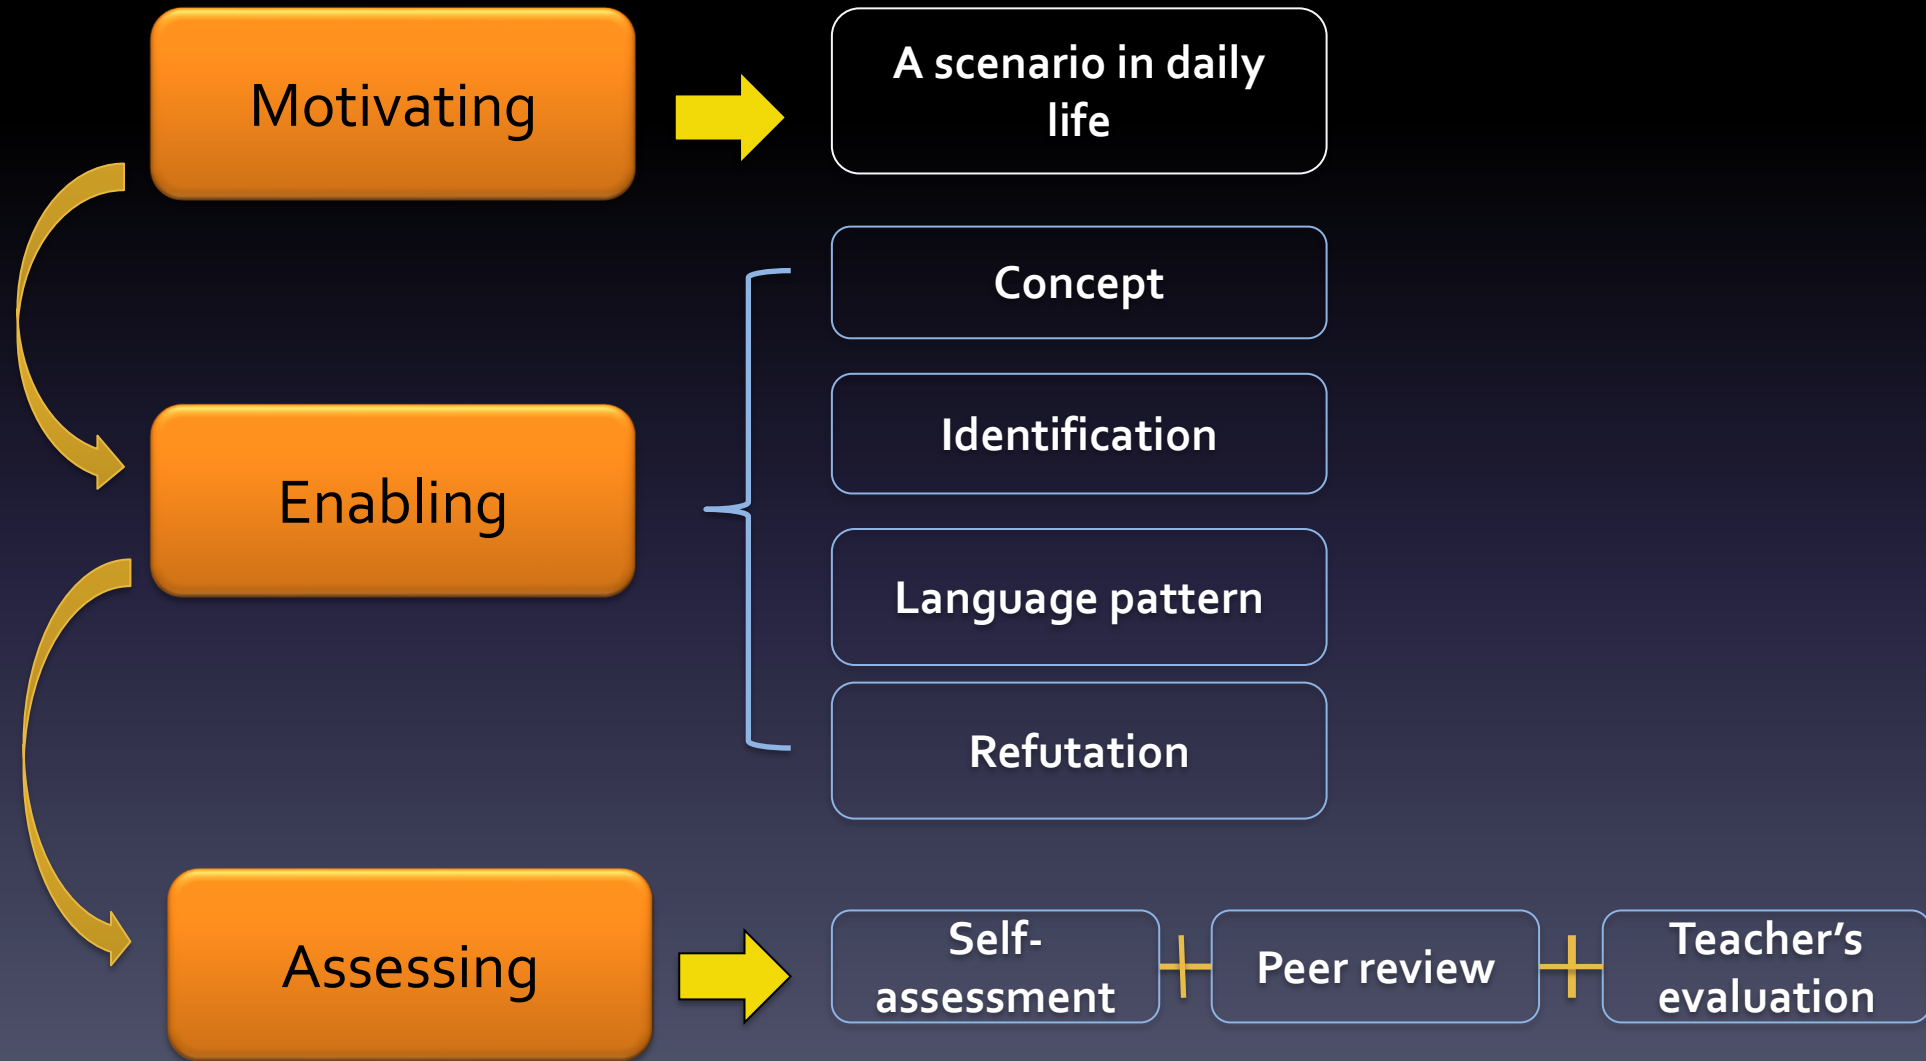 Motivating
A scenario in daily
life
Concept
Identification
Enabling
Language pattern
Refutation
Assessing
Self-
assessment
Peer review
Teacher’s
evaluation